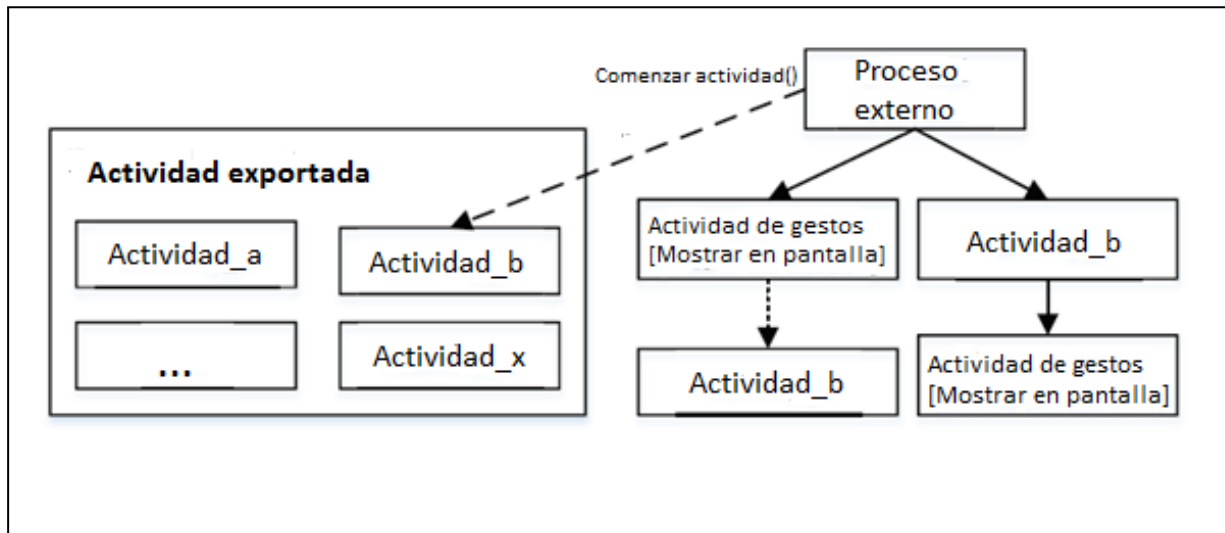 Comenzar actividad()
Proceso
externo
Actividad exportada
Actividad_a
Actividad_b
...
Actividad_x
Actividad de gestos
[Mostrar en pantalla]
Actividad_b
Actividad_b
Actividad de gestos
[Mostrar en pantalla]